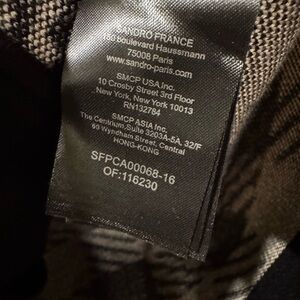 SANDRO FRANCE
150 boulevard Haussmann
75008 Paris
www.sandro-paris.com
SMCP USA.Inc.
10 Crosby Street 3rd Floor
New York, New York 10013
RN132784
SMCP ASIA Inc.
The Centrium,Suite 3203A-5A, 32/F
60 Wyndham Street, Central
HONG-KONG
SFPCA00068-16
OF:116230